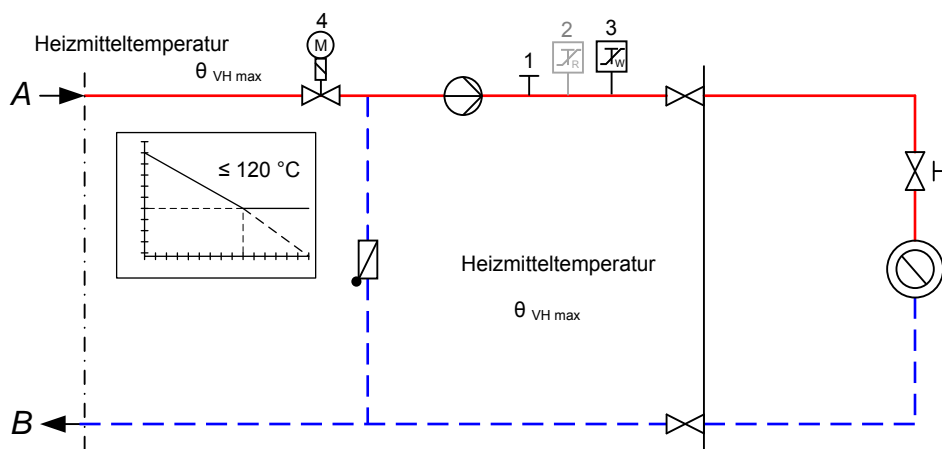 4
2
3
Heizmitteltemperatur
M
1
R
W
θ VH max
A
H
≤ 120 °C
Heizmitteltemperatur
θ VH max
B